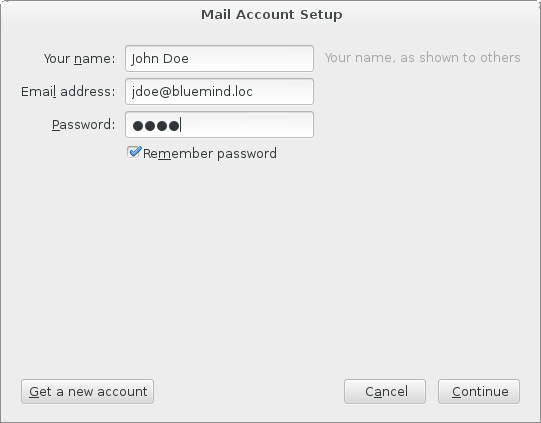 Mail Account Setup
Your name: John Doe Your name, as shown to others
Email address: jdoe@bluemind.loc
Password: ●●●●
Remember password
Get a new account Cancel Continue